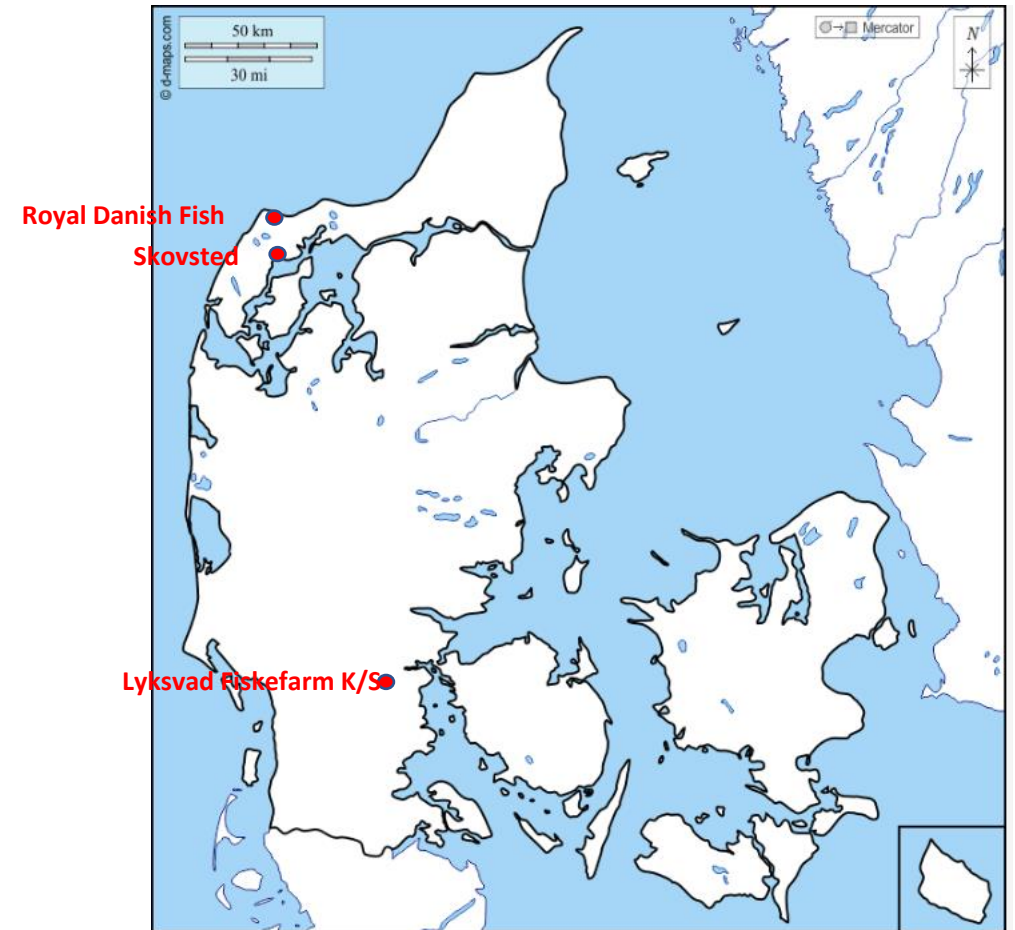 © d-maps.com
50 km
30 mi
Mercator
N
Royal Danish Fish
Skovsted
Lyksvad Fiskefarm K/S